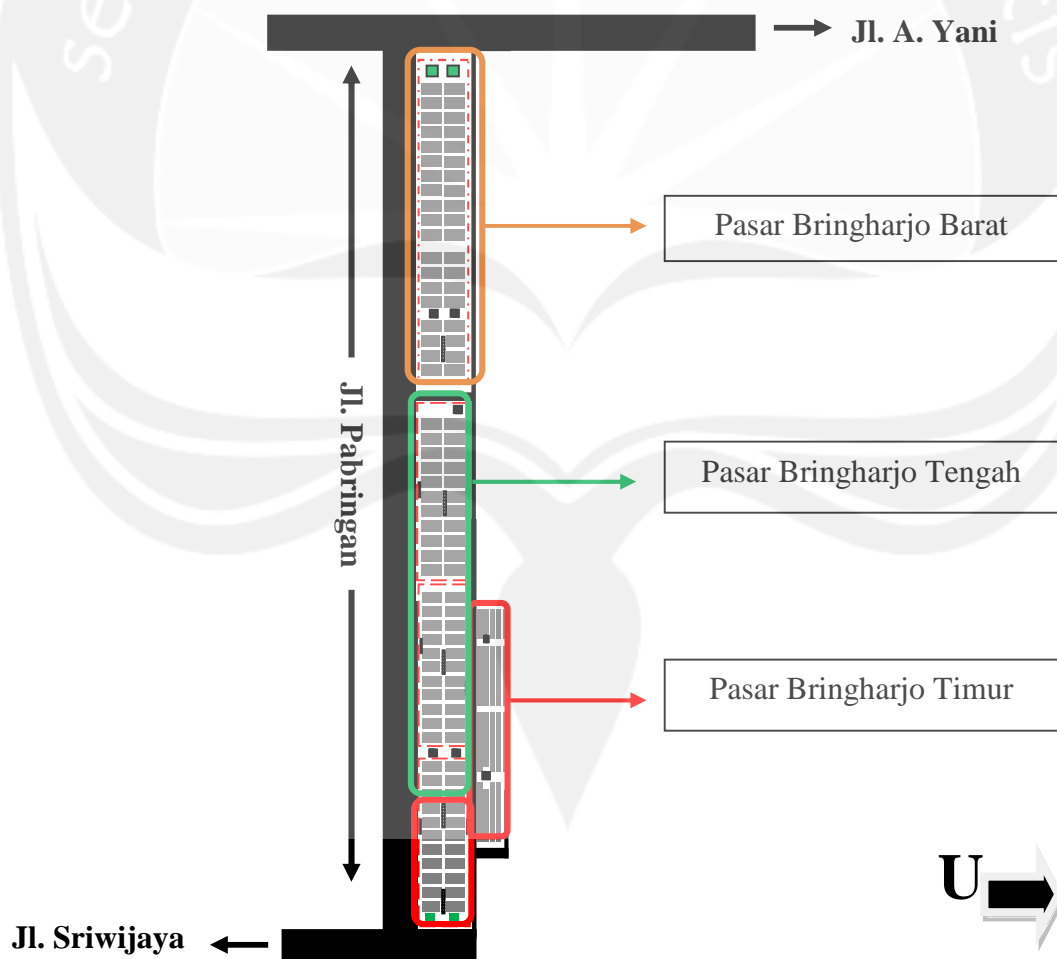 Jl. A. Yani
Pasar Bringharjo Barat
Jl. Pabringan
Pasar Bringharjo Tengah
Pasar Bringharjo Timur
U
Jl. Sriwijaya